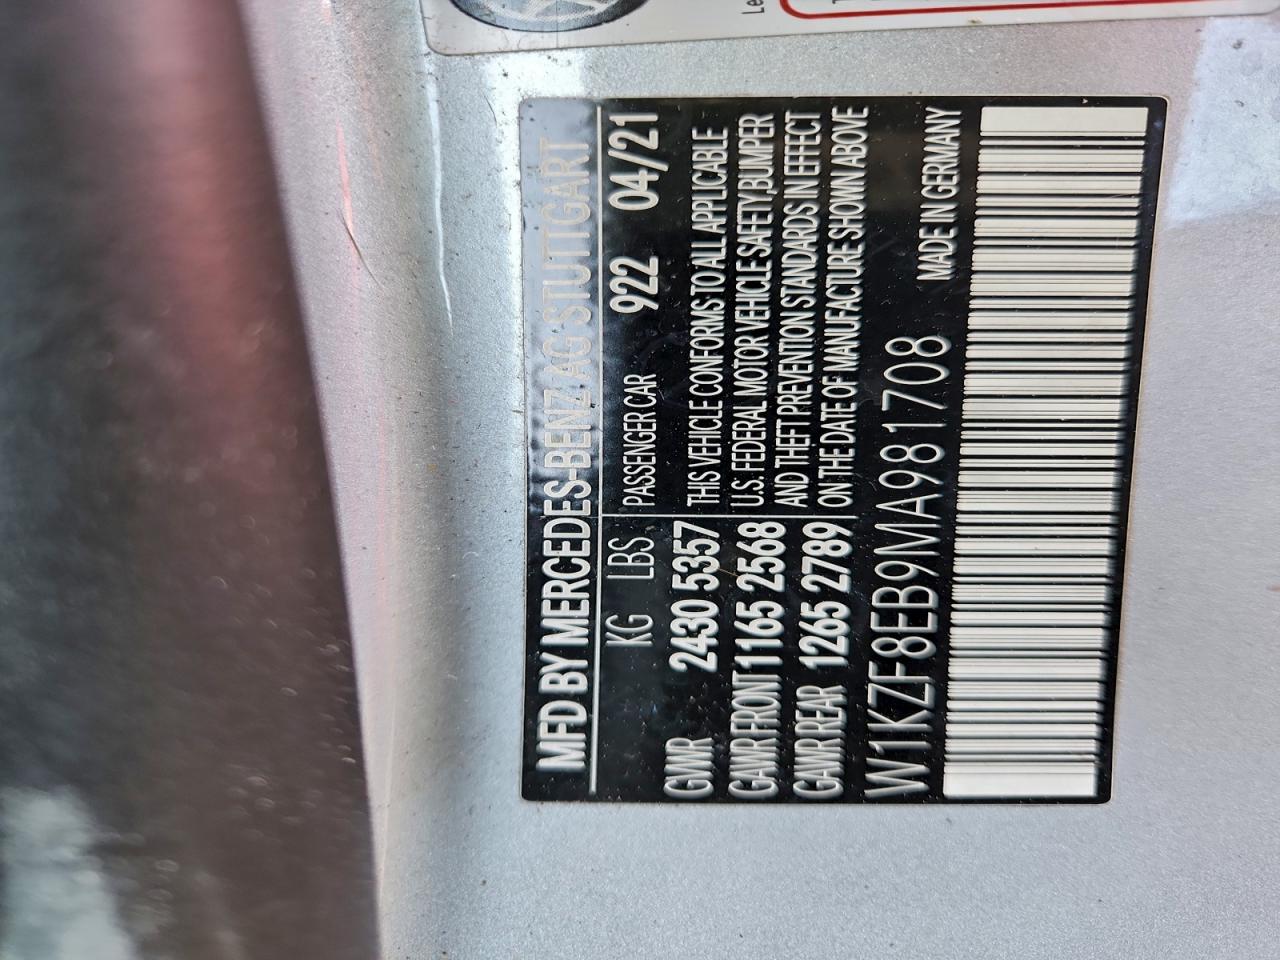 MFD BY MERCEDES-BENZ AG STUTTGART
KG LBS PASSENGER CAR 922 04/21
GVWR 2430 5357
GAWR FRONT 1165 2568
GAWR REAR 1265 2789
THIS VEHICLE CONFORMS TO ALL APPLICABLE
U.S. FEDERAL MOTOR VEHICLE SAFETY,BUMPER
AND THEFT PREVENTION STANDARDS IN EFFECT
ON THE DATE OF MANUFACTURE SHOWN ABOVE
W1KZF8EB9MA981708 MADE IN GERMANY